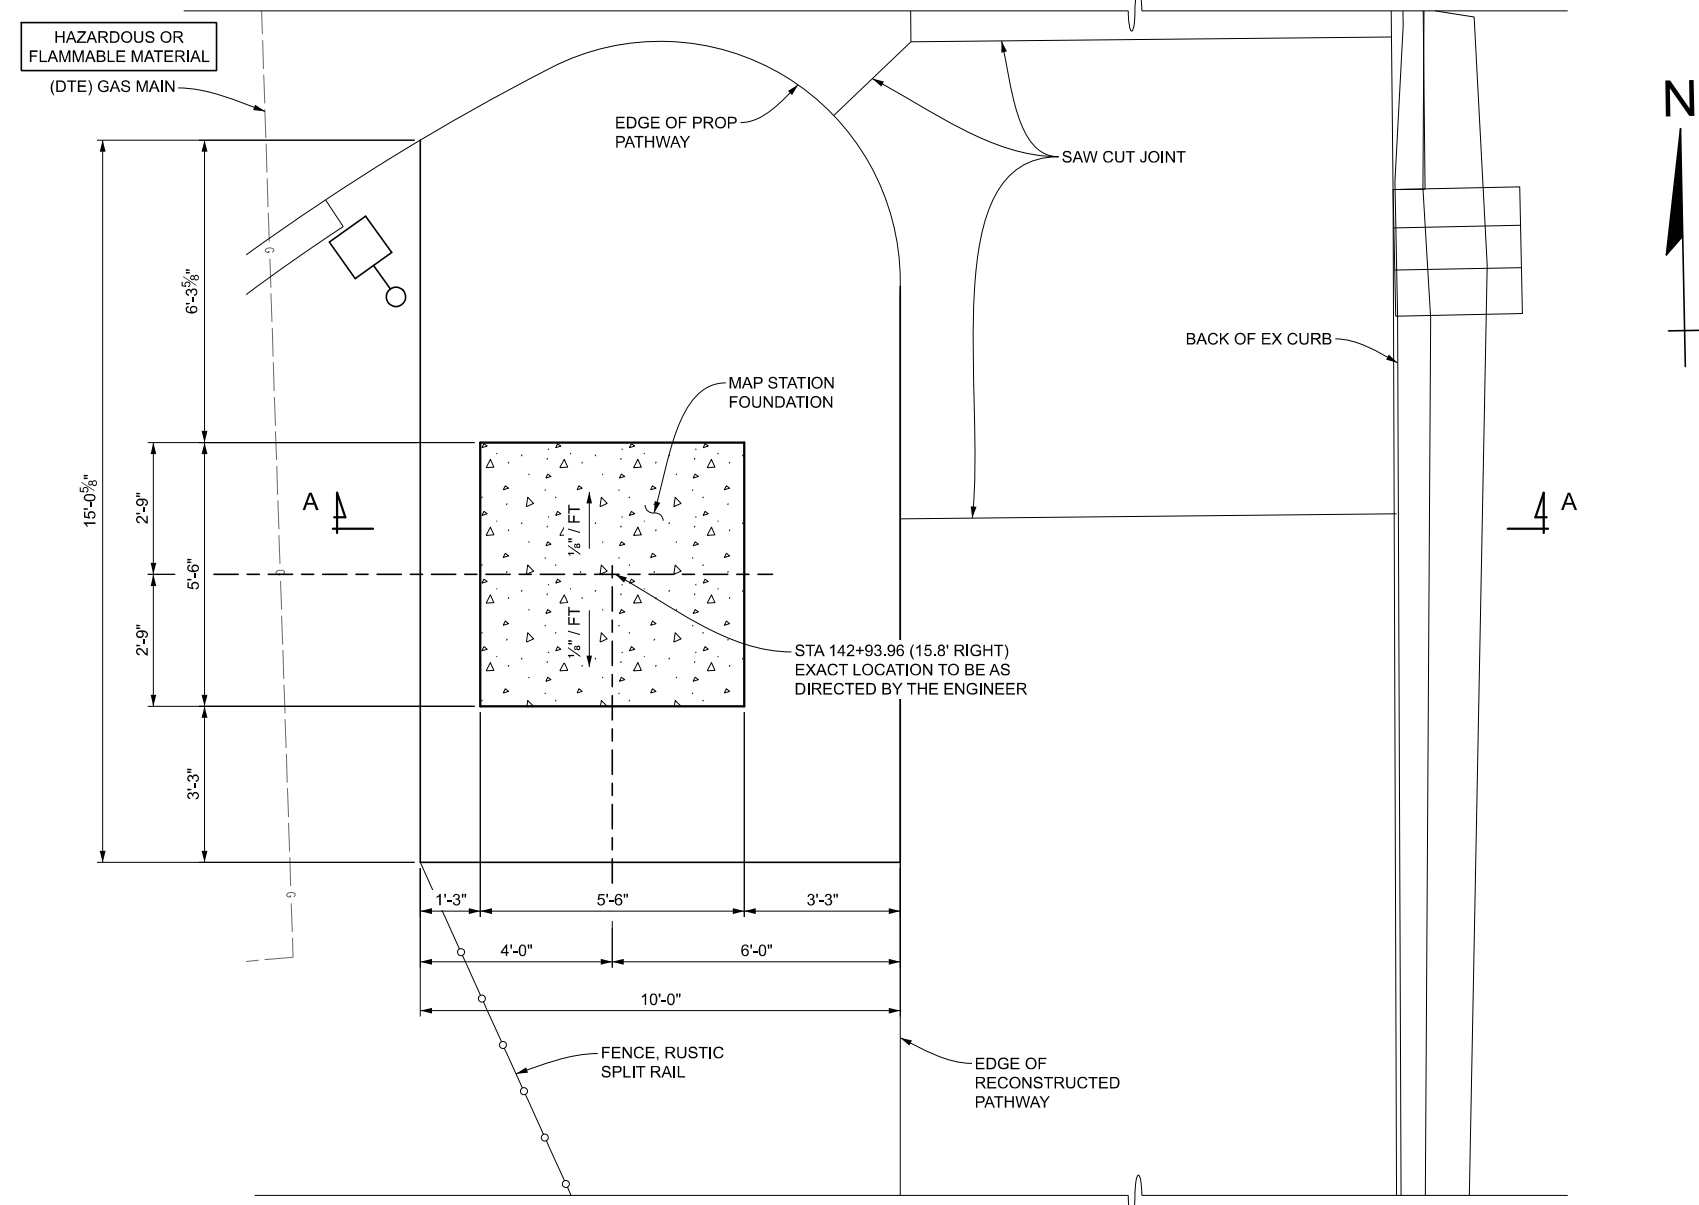 HAZARDOUS OR
FLAMMABLE MATERIAL
(DTE) GAS MAIN
EDGE OF PROP
PATHWAY
SAW CUT JOINT
N
G
6'-3⅝"
BACK OF EX CURB
MAP STATION
FOUNDATION
15'-0⅝"
2'-9"
5'-6"
2'-9"
3'-3"
A
A
⅛" / FT
⅛" / FT
G
STA 142+93.96 (15.8' RIGHT)
EXACT LOCATION TO BE AS
DIRECTED BY THE ENGINEER
G
1'-3"
5'-6"
3'-3"
4'-0"
6'-0"
10'-0"
FENCE, RUSTIC
SPLIT RAIL
EDGE OF
RECONSTRUCTED
PATHWAY